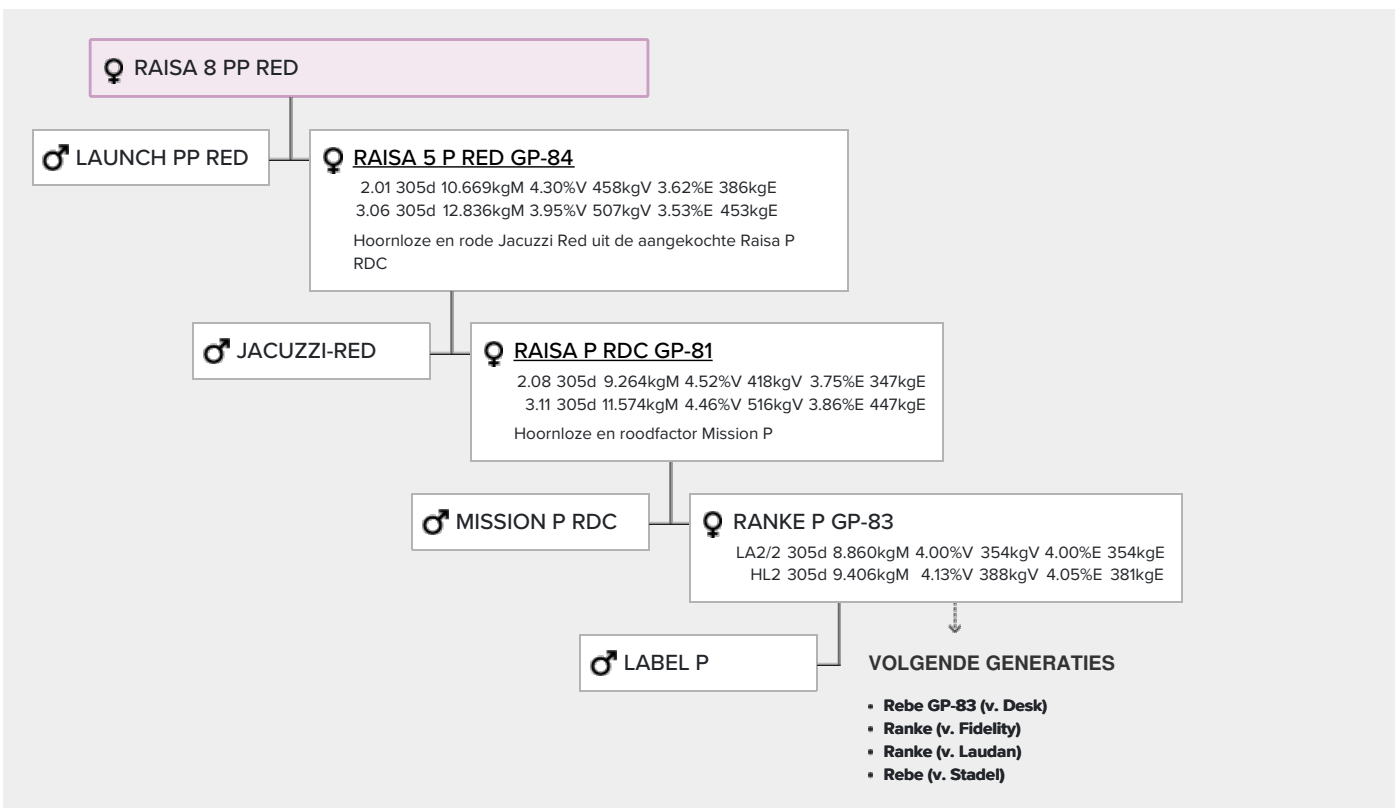 RAISA 8 PP RED
LAUNCH PP RED
RAISA 5 P RED GP-84
2.01 305d 10.669kgM 4.30%V 458kgV 3.62%E 386kgE
3.06 305d 12.836kgM 3.95%V 507kgV 3.53%E 453kgE
Hoornloze en rode Jacuzzi Red uit de aangekochte Raisa P
RDC
JACUZZI-RED
RAISA P RDC GP-81
2.08 305d 9.264kgM 4.52%V 418kgV 3.75%E 347kgE
3.11 305d 11.574kgM 4.46%V 516kgV 3.86%E 447kgE
Hoornloze en roodfactor Mission P
MISSION P RDC
RANKE P GP-83
LA2/2 305d 8.860kgM 4.00%V 354kgV 4.00%E 354kgE
HL2 305d 9.406kgM 4.13%V 388kgV 4.05%E 381kgE
LABEL P
VOLGENDE GENERATIES
• Rebe GP-83 (v. Desk)
• Ranke (v. Fidelity)
• Ranke (v. Laudan)
• Rebe (v. Stadel)